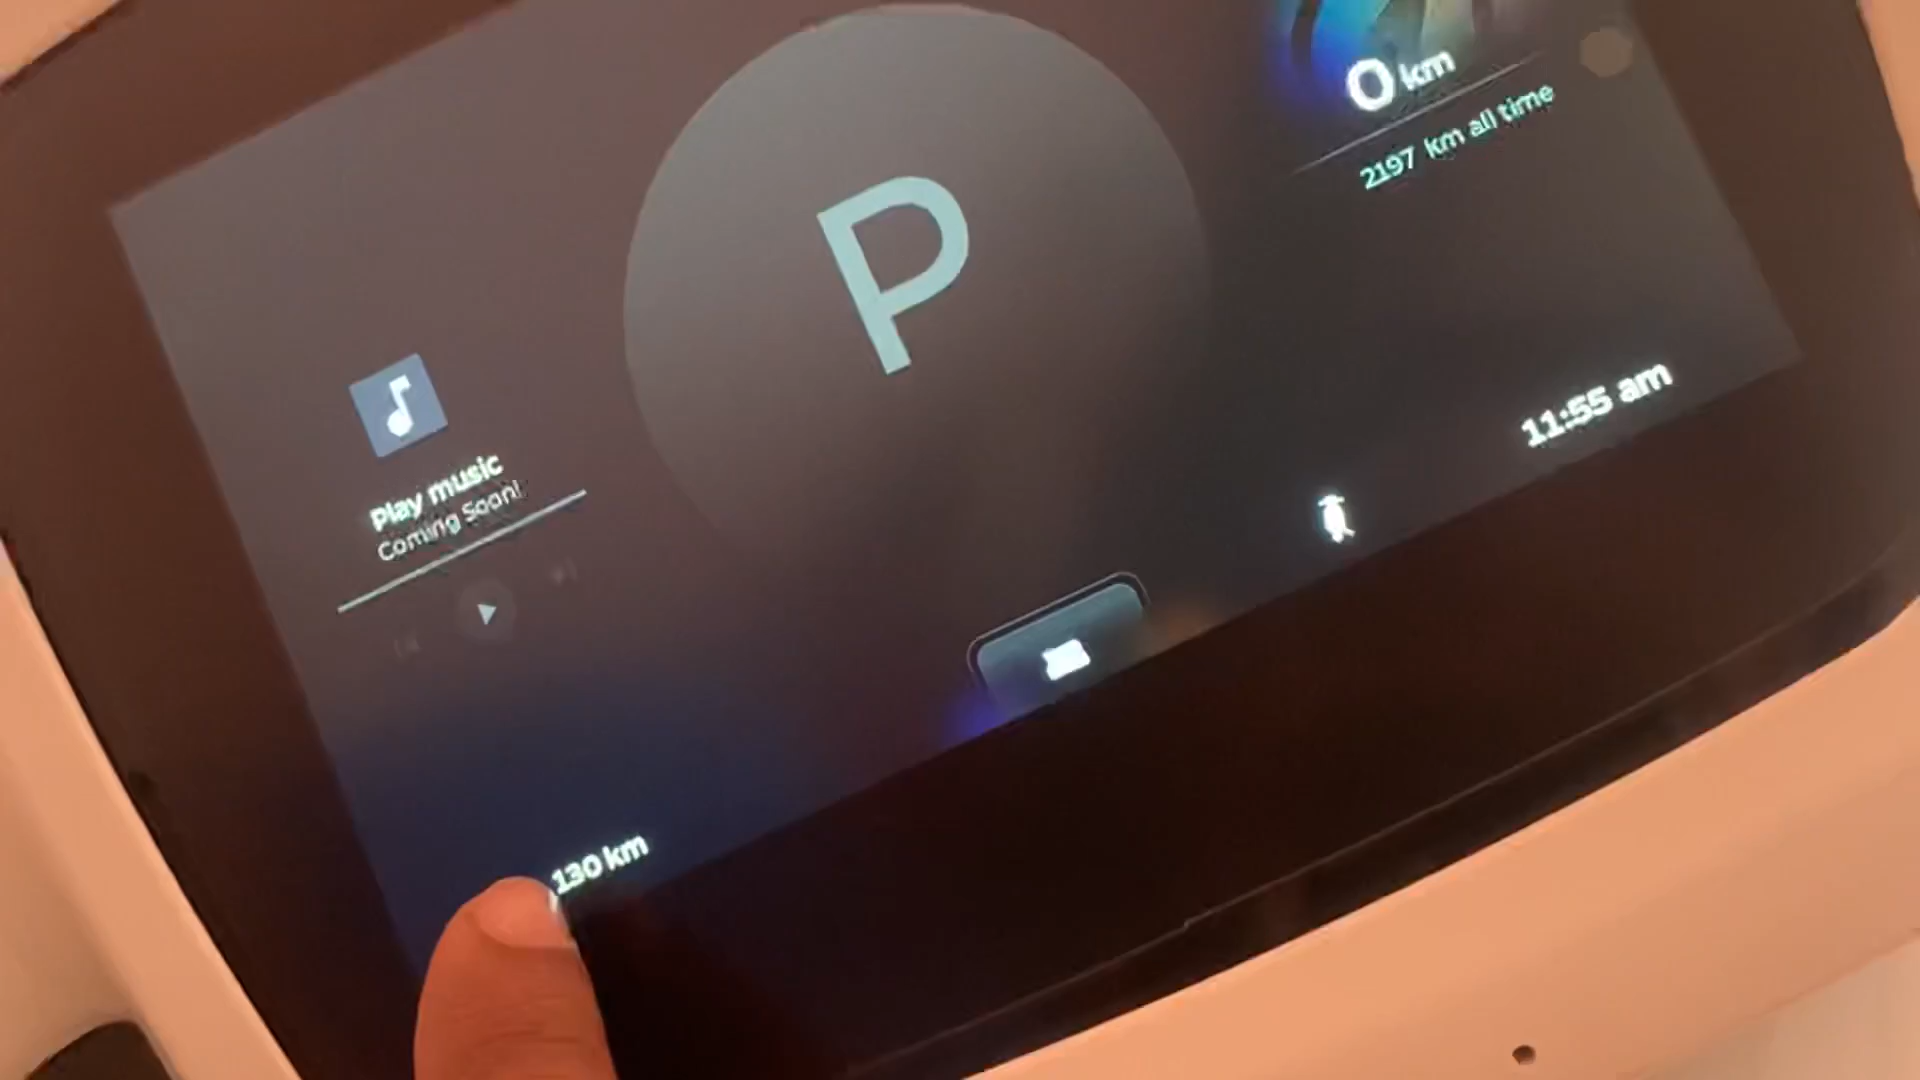 0 km
2197 km all time
P
Play music
Coming Soon!
11:55 am
130 km